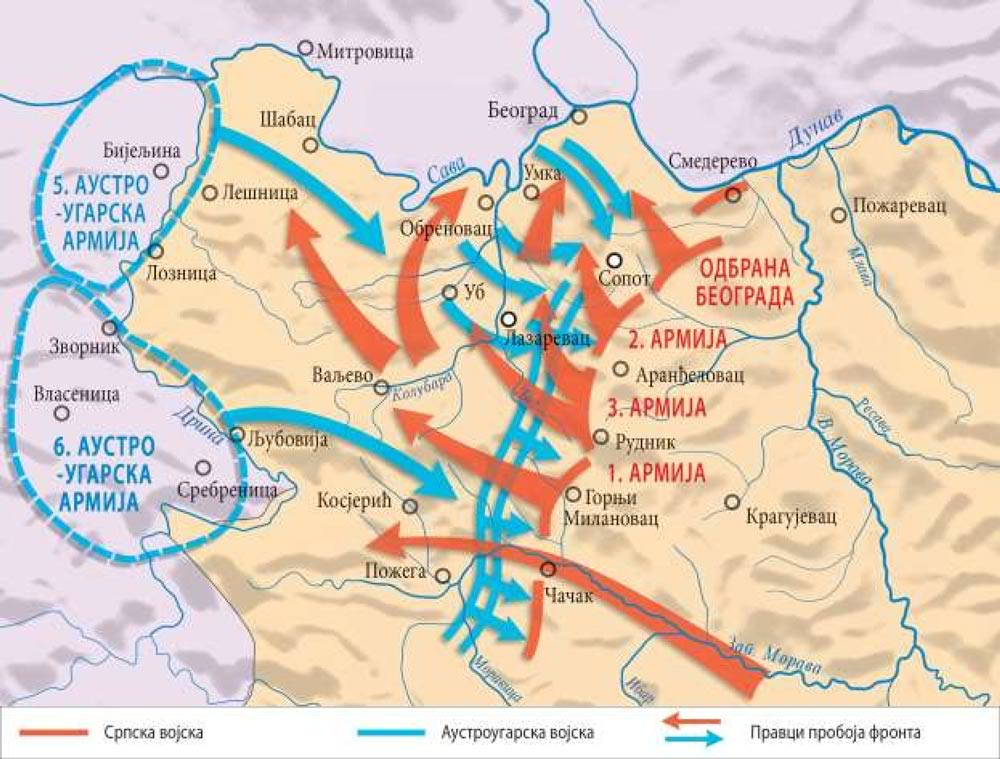 Митровица
Београд
Дунав
Шабац
Бијељина
Сава
Умка
Смедерево
5. АУСТРО
-УГАРСКА
АРМИЈА
Лешница
Пожаревац
Обреновац
Млава
Лозница
Сопот
ОДБРАНА
БЕОГРАДА
Уб
Зворник
Лазаревац
2. АРМИЈА
Ваљево
Колубара
Аранђеловац
Власеница
3. АРМИЈА
Ресава
Дрина
Љубовија
Рудник
В. Морава
6. АУСТРО
-УГАРСКА
АРМИЈА
1. АРМИЈА
Сребреница
Косјерић
Горњи
Милановац
Крагујевац
Пожега
Чачак
Зап. Морава
Моравица
Ибар
Српска војска
Аустроугарска војска
Правци пробоја фронта